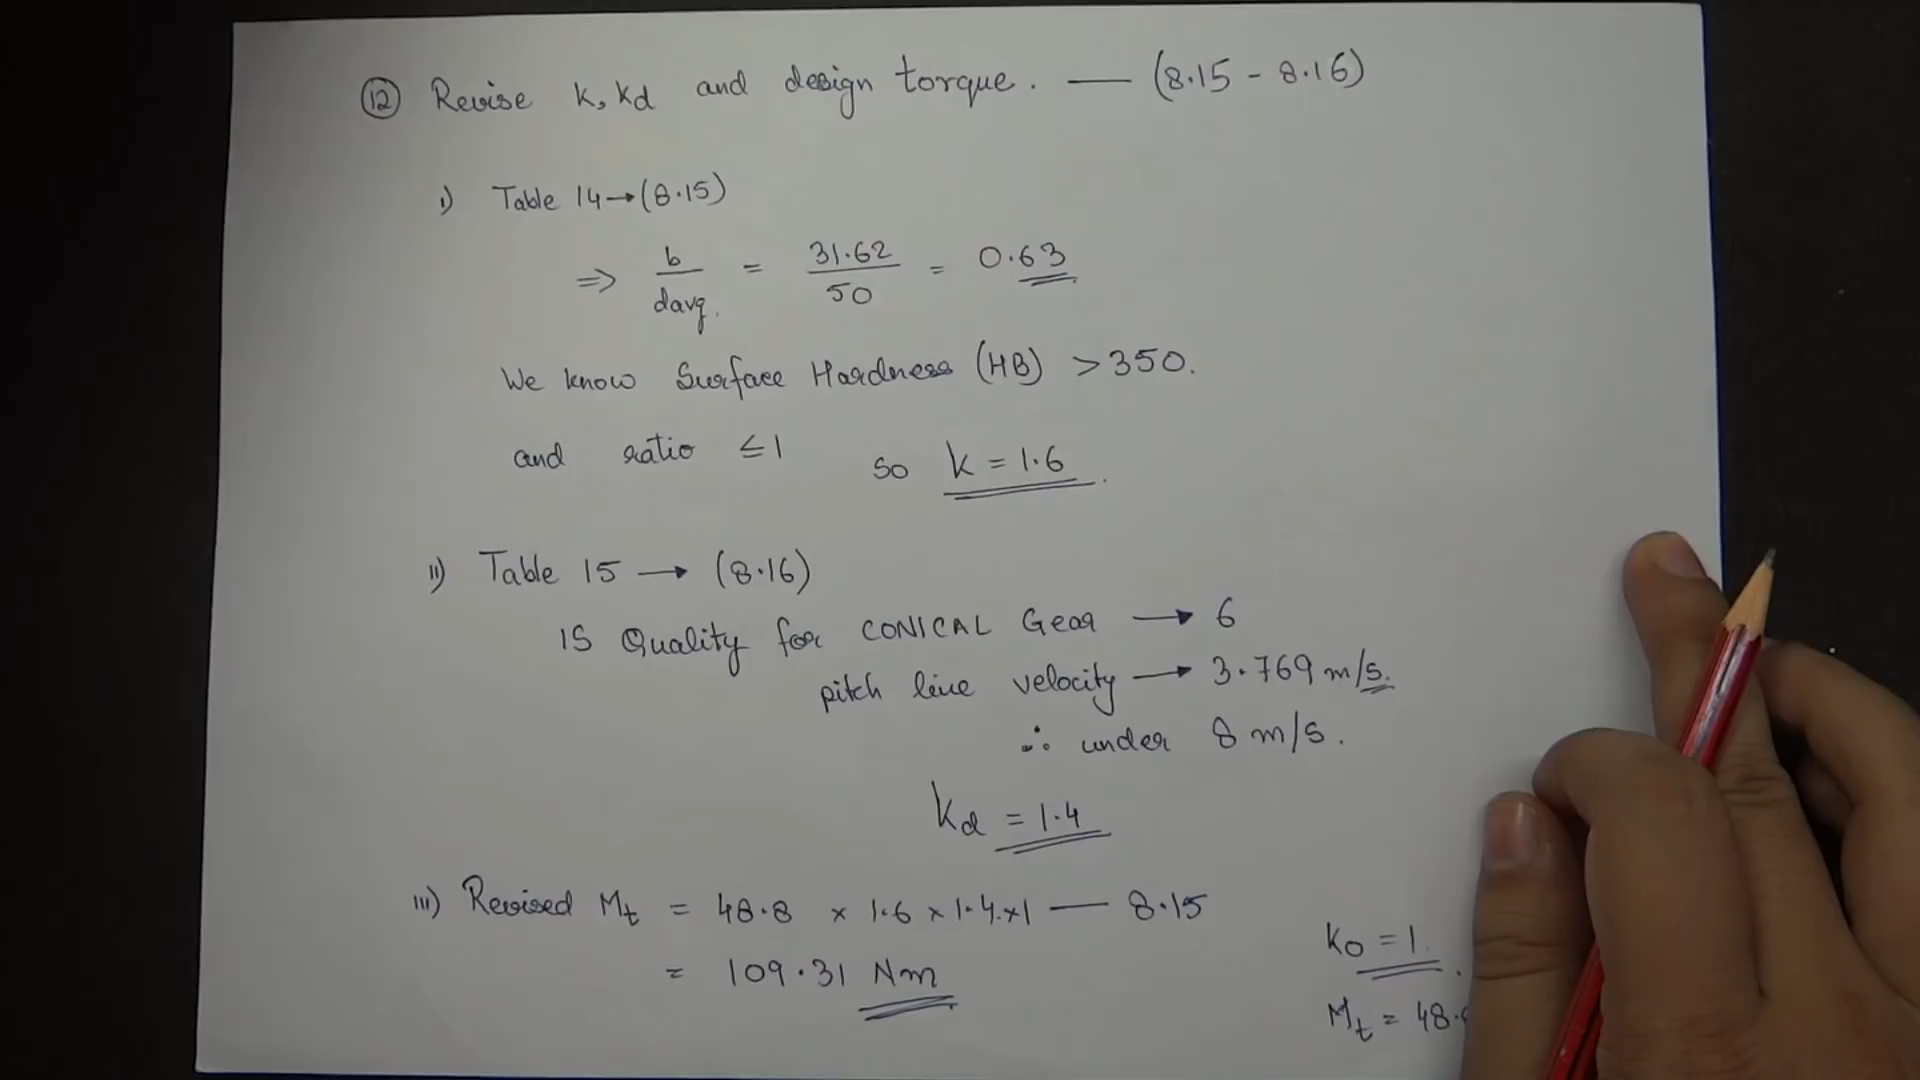 12 Revise K, Kd and design torque. — (8.15 - 8.16)
i) Table 14 → (8.15)
⇒ b/davg. = 31.62/50 = 0.63
We know Surface Hardness (HB) > 350.
and ratio ≤ 1 so K = 1.6.
ii) Table 15 → (8.16)
IS Quality for CONICAL Gear → 6
pitch line velocity → 3.769 m/s.
∴ under 8 m/s.
Kd = 1.4
iii) Revised Mt = 48.8 × 1.6 × 1.4 × 1 — 8.15
= 109.31 Nm
Ko = 1.
Mt = 48.